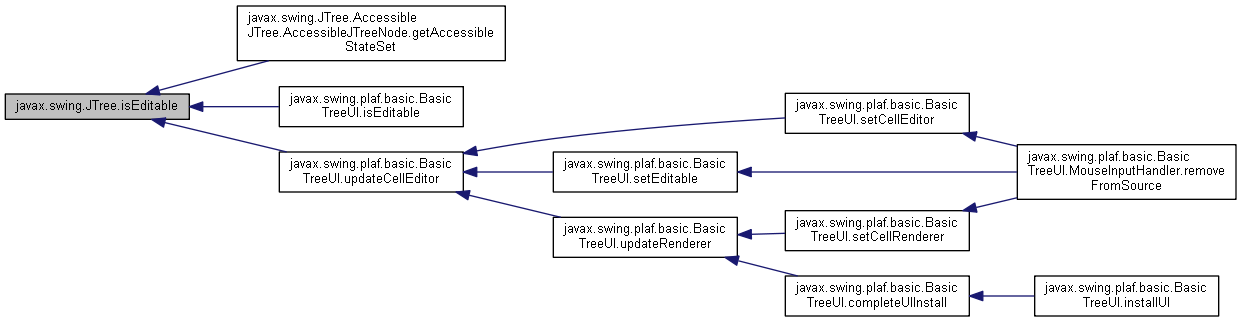 javax.swing.JTree.Accessible
JTree.AccessibleJTreeNode.getAccessible
StateSet
javax.swing.JTree.isEditable
javax.swing.plaf.basic.Basic
TreeUI.isEditable
javax.swing.plaf.basic.Basic
TreeUI.updateCellEditor
javax.swing.plaf.basic.Basic
TreeUI.setCellEditor
javax.swing.plaf.basic.Basic
TreeUI.setEditable
javax.swing.plaf.basic.Basic
TreeUI.MouseInputHandler.remove
FromSource
javax.swing.plaf.basic.Basic
TreeUI.updateRenderer
javax.swing.plaf.basic.Basic
TreeUI.setCellRenderer
javax.swing.plaf.basic.Basic
TreeUI.completeUIInstall
javax.swing.plaf.basic.Basic
TreeUI.installUI